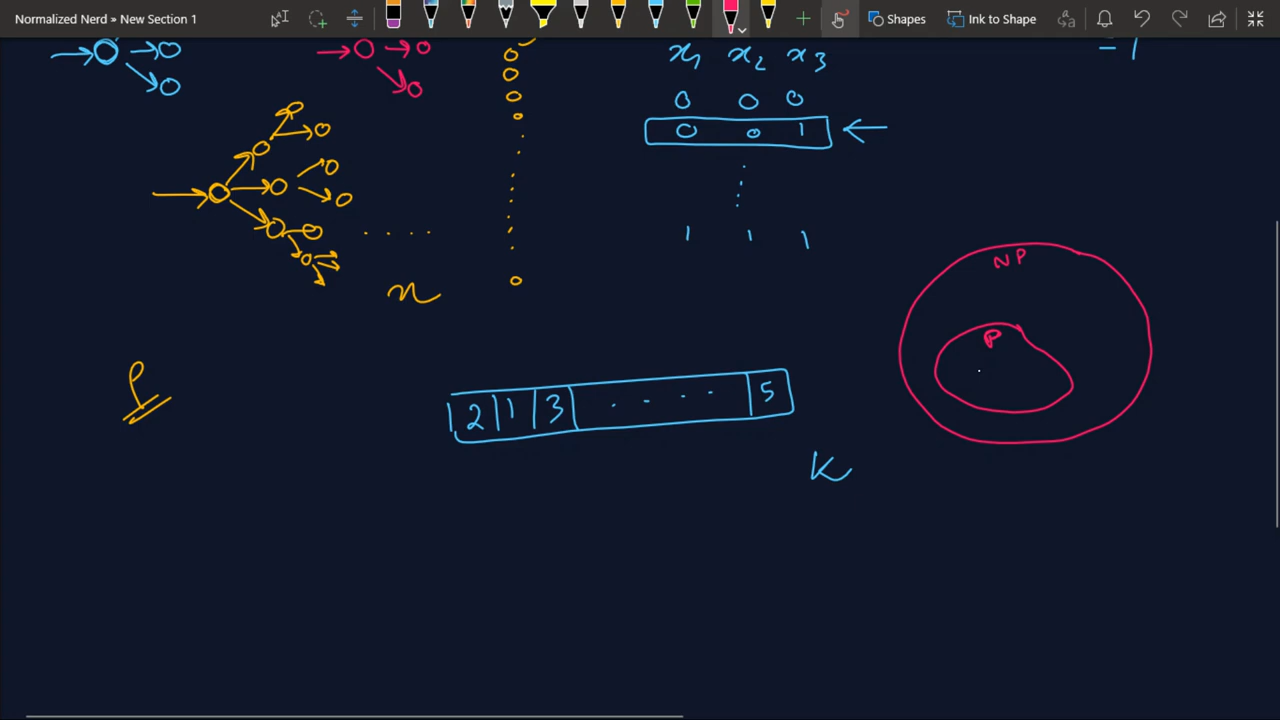 Normalized Nerd » New Section 1
Shapes
Ink to Shape
x1 x2 x3
-1
0 0 0
0 0 1
1 1 1
n
NP
P
P
2 1 3 5
K